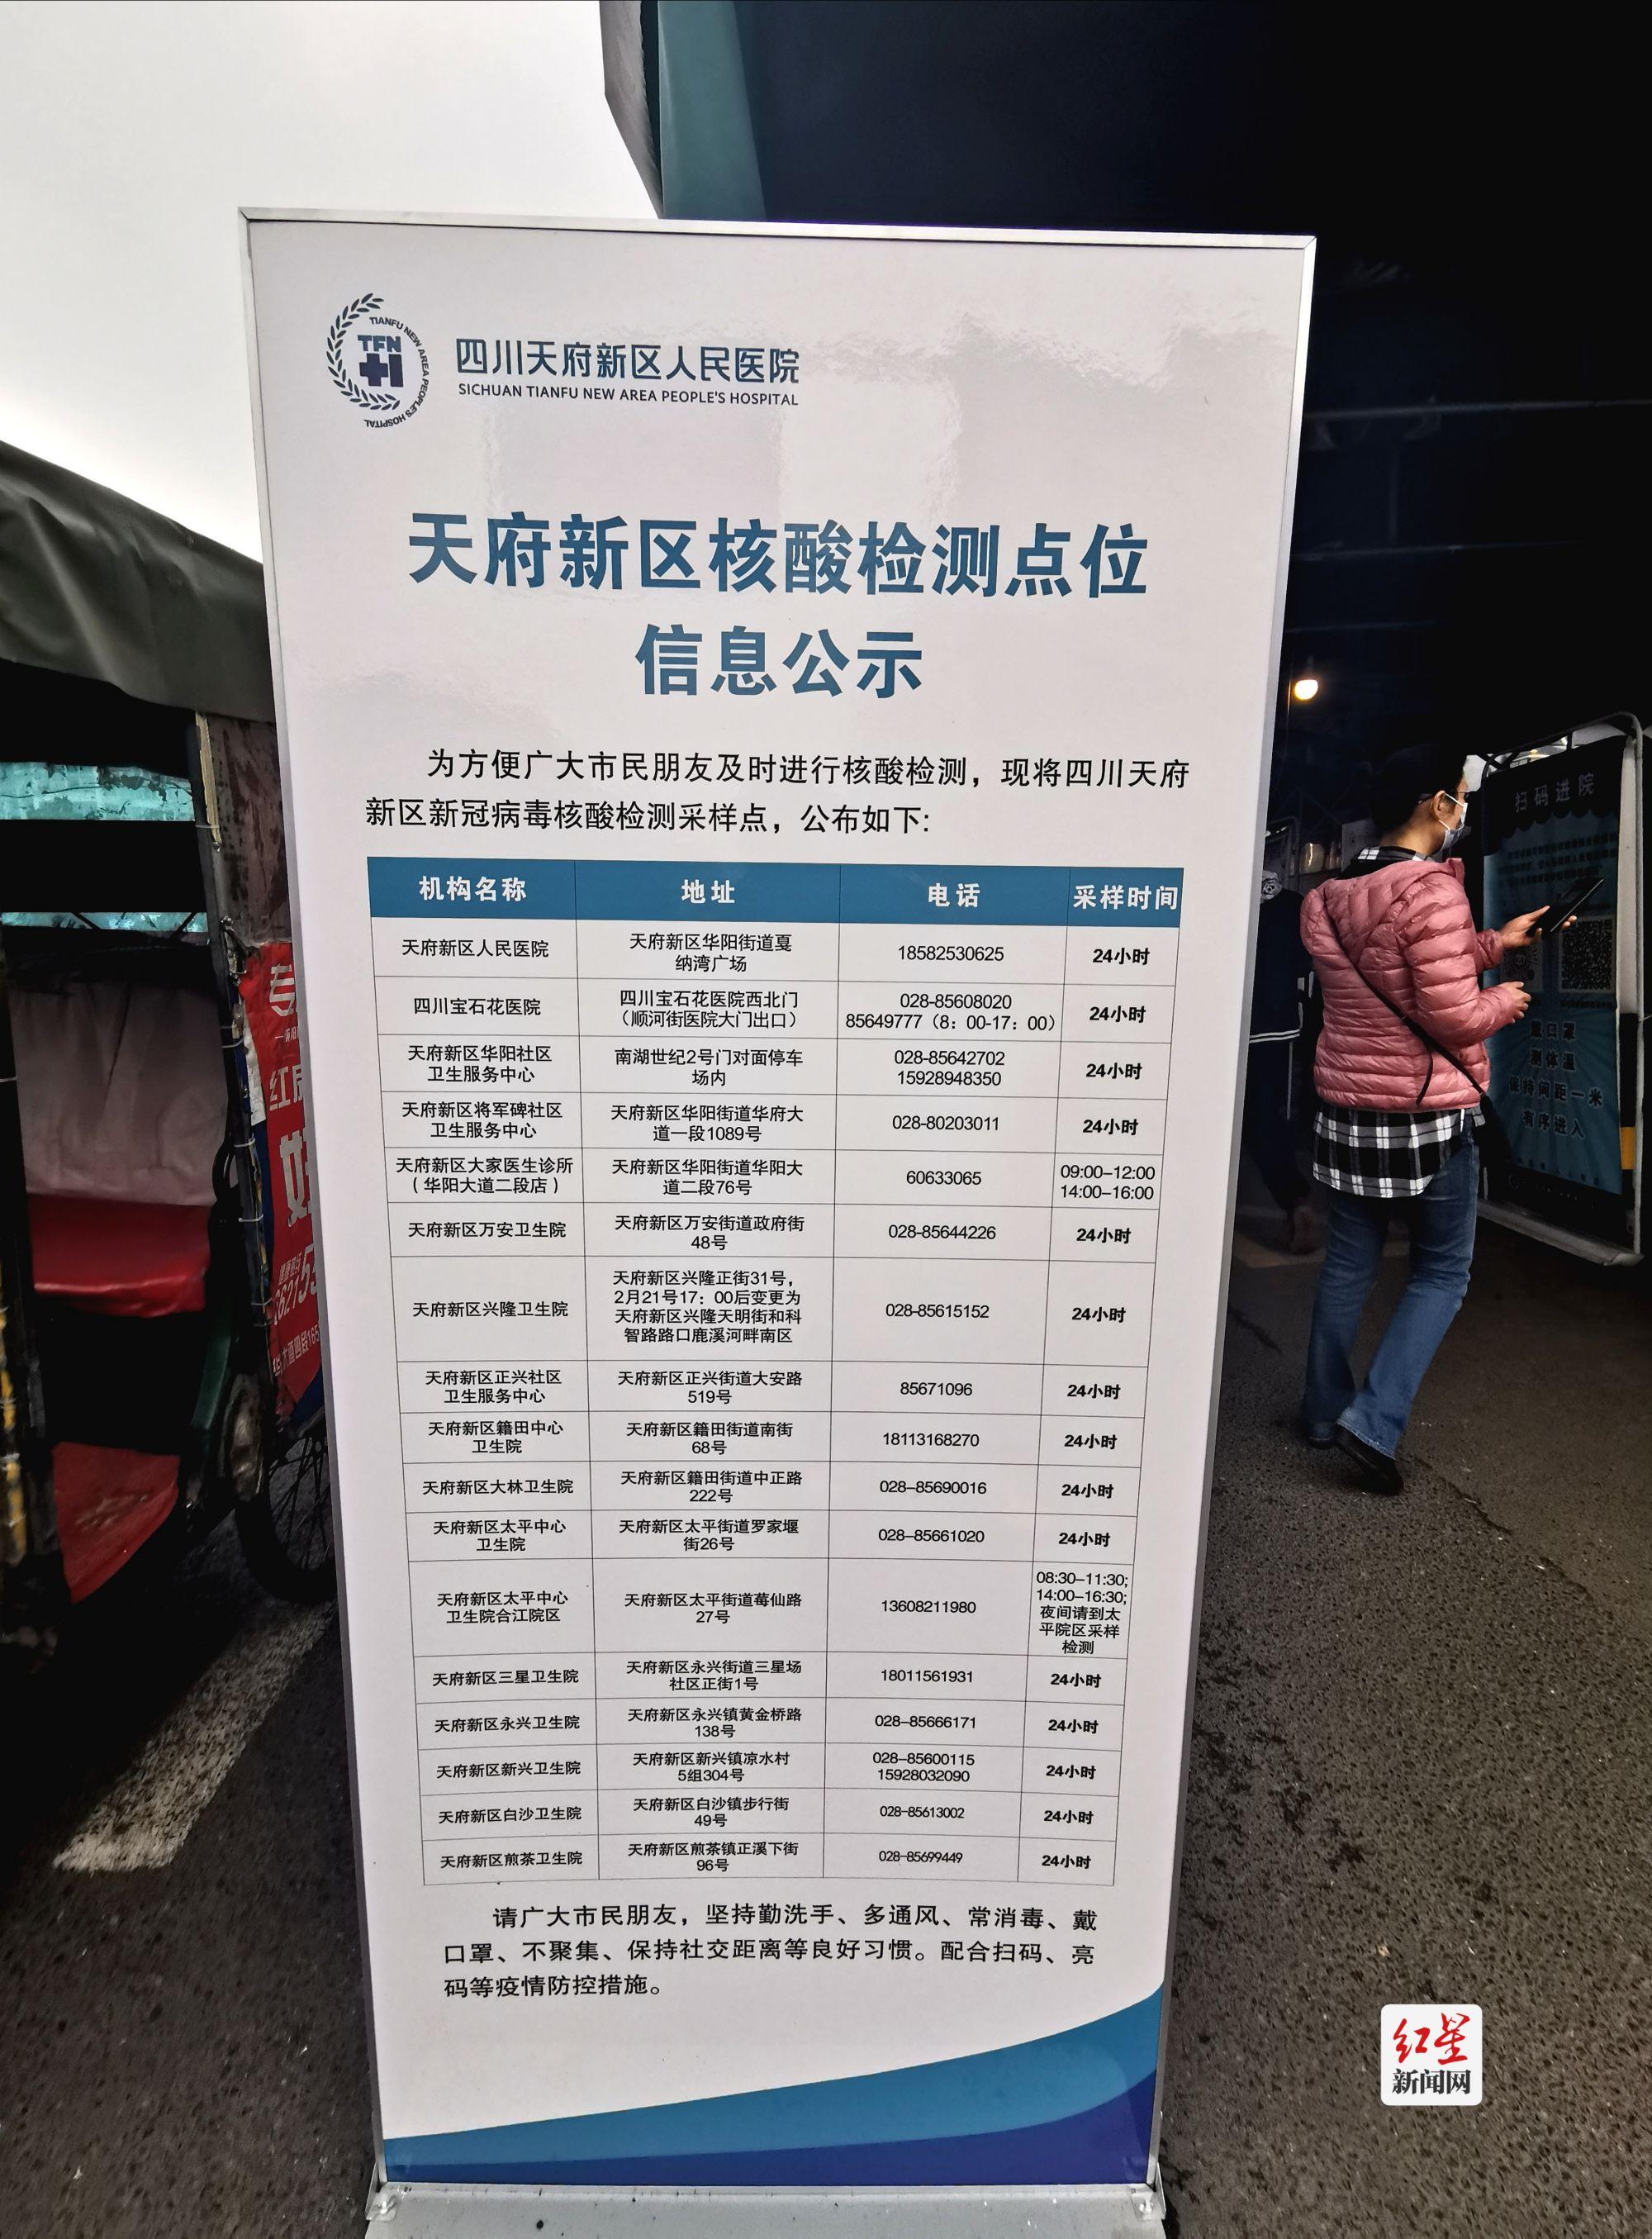 TFN
TIANFU NEW AREA PEOPLE'S HOSPITAL
四川天府新区人民医院
SICHUAN TIANFU NEW AREA PEOPLE'S HOSPITAL
天府新区核酸检测点位
信息公示
为方便广大市民朋友及时进行核酸检测，现将四川天府
新区新冠病毒核酸检测采样点，公布如下:
机构名称 地址 电话 采样时间
天府新区人民医院 天府新区华阳街道戛
纳湾广场 18582530625 24小时
四川宝石花医院 四川宝石花医院西北门
（顺河街医院大门出口） 028-85608020
85649777（8：00-17：00） 24小时
天府新区华阳社区
卫生服务中心 南湖世纪2号门对面停车
场内 028-85642702
15928948350 24小时
天府新区将军碑社区
卫生服务中心 天府新区华阳街道华府大
道一段1089号 028-80203011 24小时
天府新区大家医生诊所
（华阳大道二段店） 天府新区华阳街道华阳大
道二段76号 60633065 09:00–12:00
14:00–16:00
天府新区万安卫生院 天府新区万安街道政府街
48号 028-85644226 24小时
天府新区兴隆卫生院 天府新区兴隆正街31号，
2月21号17：00后变更为
天府新区兴隆天明街和科
智路路口鹿溪河畔南区 028-85615152 24小时
天府新区正兴社区
卫生服务中心 天府新区正兴街道大安路
519号 85671096 24小时
天府新区籍田中心
卫生院 天府新区籍田街道南街
68号 18113168270 24小时
天府新区大林卫生院 天府新区籍田街道中正路
222号 028–85690016 24小时
天府新区太平中心
卫生院 天府新区太平街道罗家堰
街26号 028–85661020 24小时
天府新区太平中心
卫生院合江院区 天府新区太平街道莓仙路
27号 13608211980 08:30–11:30;
14:00–16:30;
夜间请到太
平院区采样
检测
天府新区三星卫生院 天府新区永兴街道三星场
社区正街1号 18011561931 24小时
天府新区永兴卫生院 天府新区永兴镇黄金桥路
138号 028–85666171 24小时
天府新区新兴卫生院 天府新区新兴镇凉水村
5组304号 028–85600115
15928032090 24小时
天府新区白沙卫生院 天府新区白沙镇步行街
49号 028-85613002 24小时
天府新区煎茶卫生院 天府新区煎茶镇正溪下街
96号 028-85699449 24小时
请广大市民朋友，坚持勤洗手、多通风、常消毒、戴
口罩、不聚集、保持社交距离等良好习惯。配合扫码、亮
码等疫情防控措施。
扫码进院
戴口罩
测体温
保持间距一米
有序进入
红星
新闻网